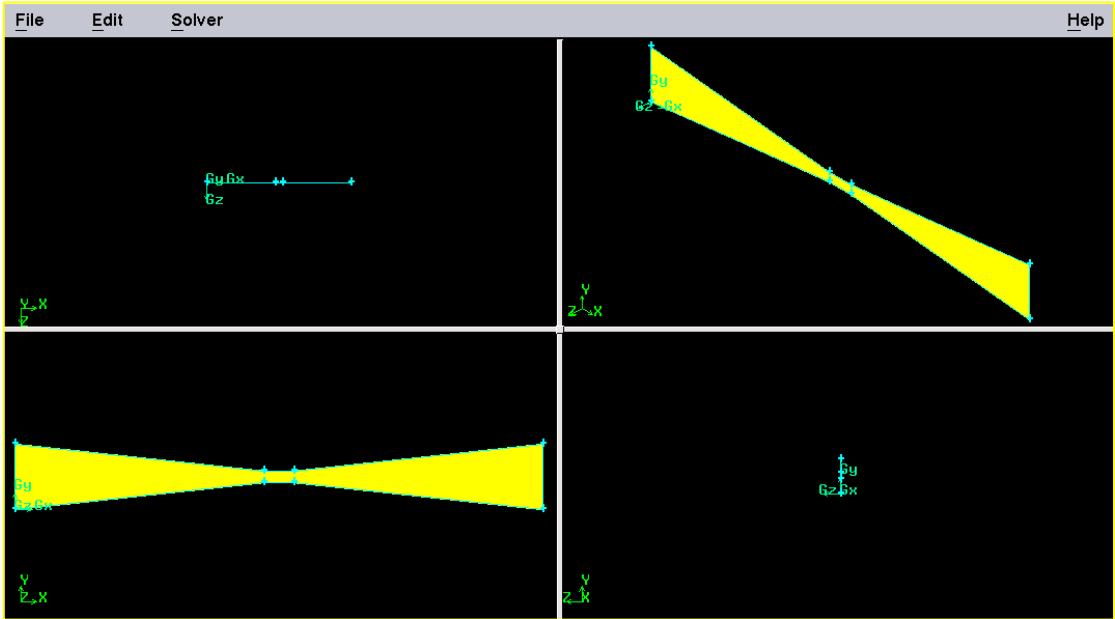 File Edit Solver Help
Gy Gx
Gz
Y X
Z
Gy
Gz Gx
Y
Z X
Gy
Gz Gx
Y
Z X
Gy
Gz Gx
Y
Z X